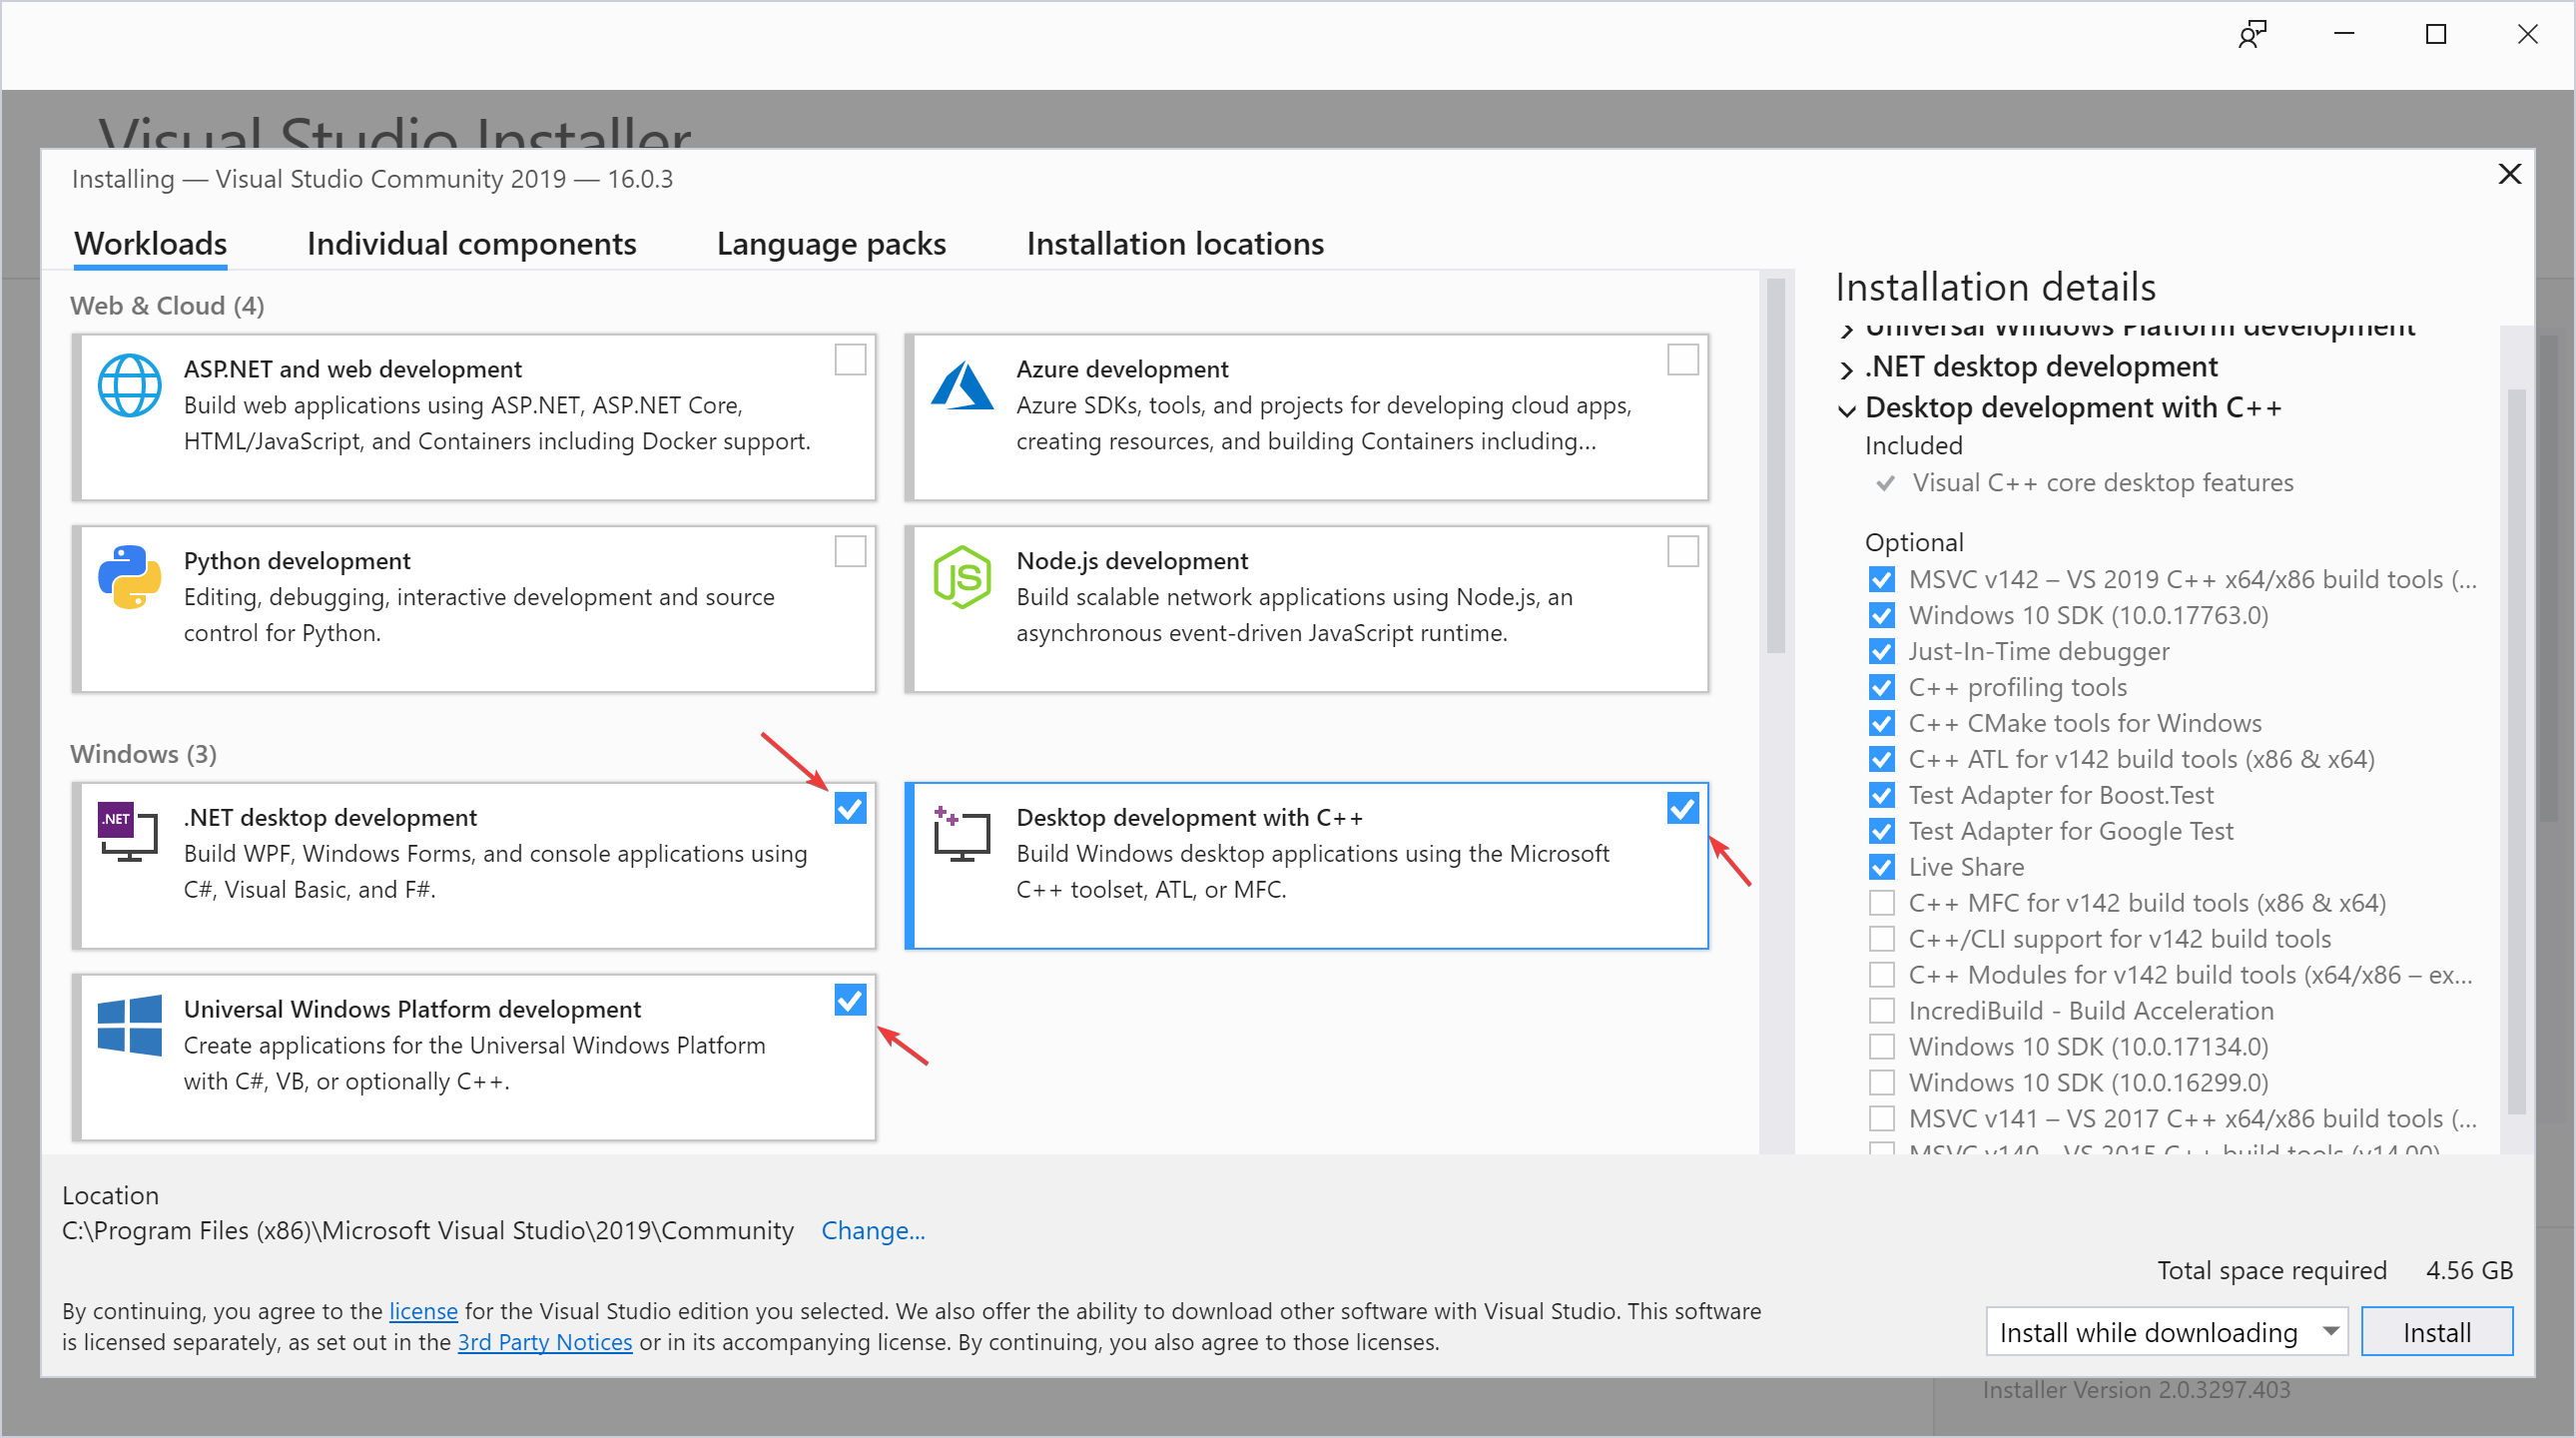 Visual Studio Installer
Installing — Visual Studio Community 2019 — 16.0.3
Workloads
Individual components
Language packs
Installation locations
Web & Cloud (4)
ASP.NET and web development
Build web applications using ASP.NET, ASP.NET Core,
HTML/JavaScript, and Containers including Docker support.
Azure development
Azure SDKs, tools, and projects for developing cloud apps,
creating resources, and building Containers including...
Python development
Editing, debugging, interactive development and source
control for Python.
JS
Node.js development
Build scalable network applications using Node.js, an
asynchronous event-driven JavaScript runtime.
Windows (3)
.NET
.NET desktop development
Build WPF, Windows Forms, and console applications using
C#, Visual Basic, and F#.
Desktop development with C++
Build Windows desktop applications using the Microsoft
C++ toolset, ATL, or MFC.
Universal Windows Platform development
Create applications for the Universal Windows Platform
with C#, VB, or optionally C++.
Installation details
Universal Windows Platform development
.NET desktop development
Desktop development with C++
Included
Visual C++ core desktop features
Optional
MSVC v142 – VS 2019 C++ x64/x86 build tools (...
Windows 10 SDK (10.0.17763.0)
Just-In-Time debugger
C++ profiling tools
C++ CMake tools for Windows
C++ ATL for v142 build tools (x86 & x64)
Test Adapter for Boost.Test
Test Adapter for Google Test
Live Share
C++ MFC for v142 build tools (x86 & x64)
C++/CLI support for v142 build tools
C++ Modules for v142 build tools (x64/x86 – ex...
IncrediBuild - Build Acceleration
Windows 10 SDK (10.0.17134.0)
Windows 10 SDK (10.0.16299.0)
MSVC v141 – VS 2017 C++ x64/x86 build tools (...
MSVC v140 – VS 2015 C++ build tools (v14.00)
Location
C:\Program Files (x86)\Microsoft Visual Studio\2019\Community Change...
Total space required 4.56 GB
By continuing, you agree to the license for the Visual Studio edition you selected. We also offer the ability to download other software with Visual Studio. This software
is licensed separately, as set out in the 3rd Party Notices or in its accompanying license. By continuing, you also agree to those licenses.
Install while downloading
Install
Installer Version 2.0.3297.403